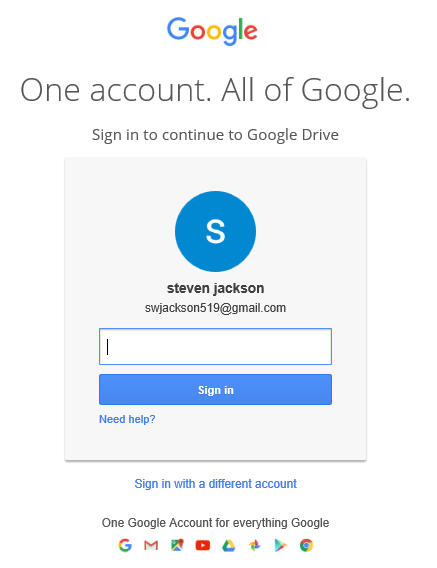 Google
One account. All of Google.
Sign in to continue to Google Drive
S
steven jackson
swjackson519@gmail.com
Sign in
Need help?
Sign in with a different account
One Google Account for everything Google